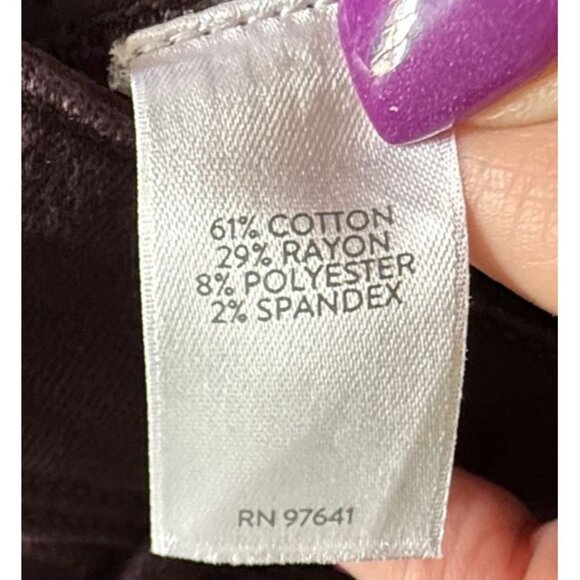 61% COTTON
29% RAYON
8% POLYESTER
2% SPANDEX
RN 97641